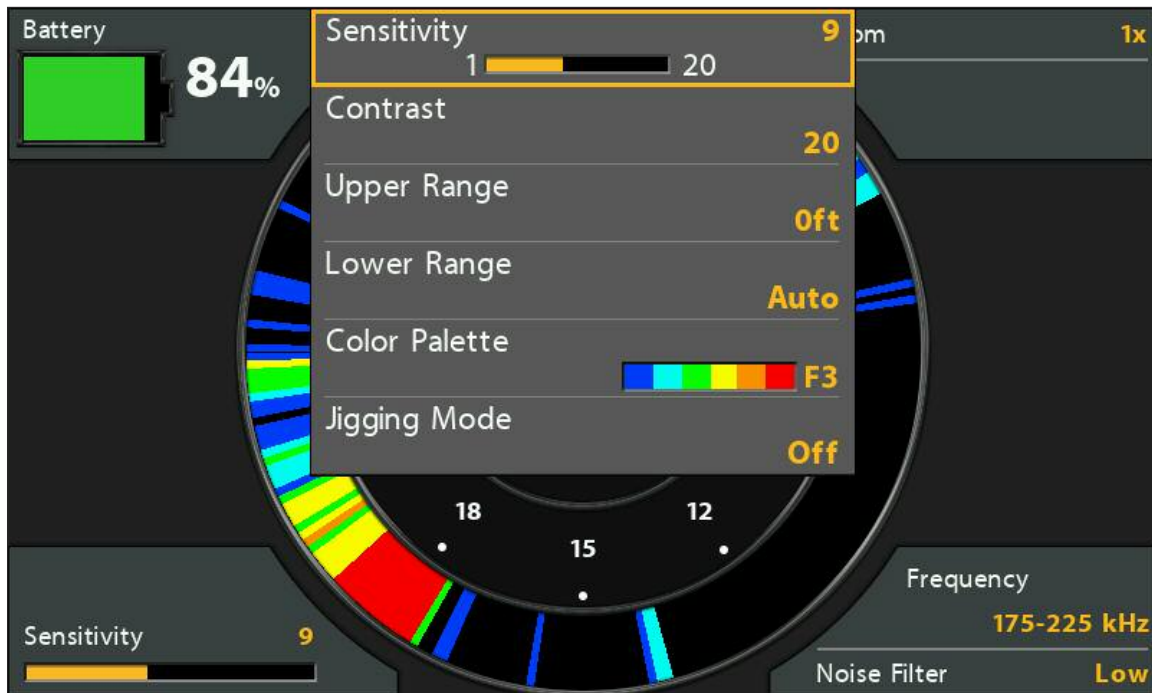 Battery
84%
Sensitivity 9
1 20
Contrast
20
Upper Range
0ft
Lower Range
Auto
Color Palette
F3
Jigging Mode
Off
1x
18 12
15
Sensitivity 9
Frequency
175-225 kHz
Noise Filter Low